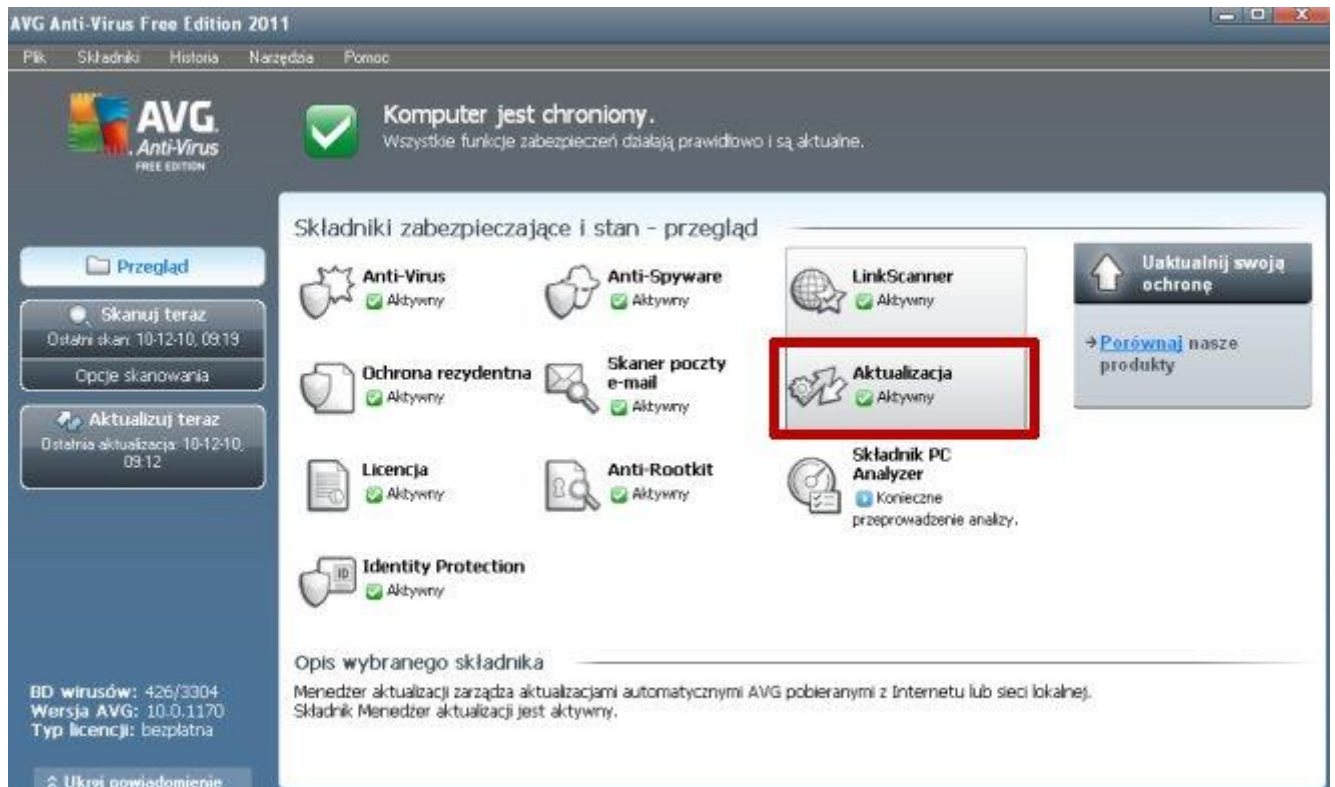 AVG Anti-Virus Free Edition 2011
Plik Składniki Historia Narzędzia Pomoc
AVG
Anti-Virus
FREE EDITION
Komputer jest chroniony.
Wszystkie funkcje zabezpieczeń działają prawidłowo i są aktualne.
Przegląd
Skanuj teraz
Ostatni skan: 10-12-10, 09:19
Opcje skanowania
Aktualizuj teraz
Ostatnia aktualizacja: 10-12-10,
09:12
BD wirusów: 426/3304
Wersja AVG: 10.0.1170
Typ licencji: bezpłatna
Ukryj powiadomienie
Składniki zabezpieczające i stan - przegląd
Anti-Virus
Aktywny
Anti-Spyware
Aktywny
LinkScanner
Aktywny
Ochrona rezydentna
Aktywny
Skaner poczty
e-mail
Aktywny
Aktualizacja
Aktywny
Licencja
Aktywny
Anti-Rootkit
Aktywny
Składnik PC
Analyzer
Konieczne
przeprowadzenie analizy.
ID
Identity Protection
Aktywny
Uaktualnij swoją
ochronę
Porównaj nasze
produkty
Opis wybranego składnika
Menedżer aktualizacji zarządza aktualizacjami automatycznymi AVG pobieranymi z Internetu lub sieci lokalnej.
Składnik Menedżer aktualizacji jest aktywny.